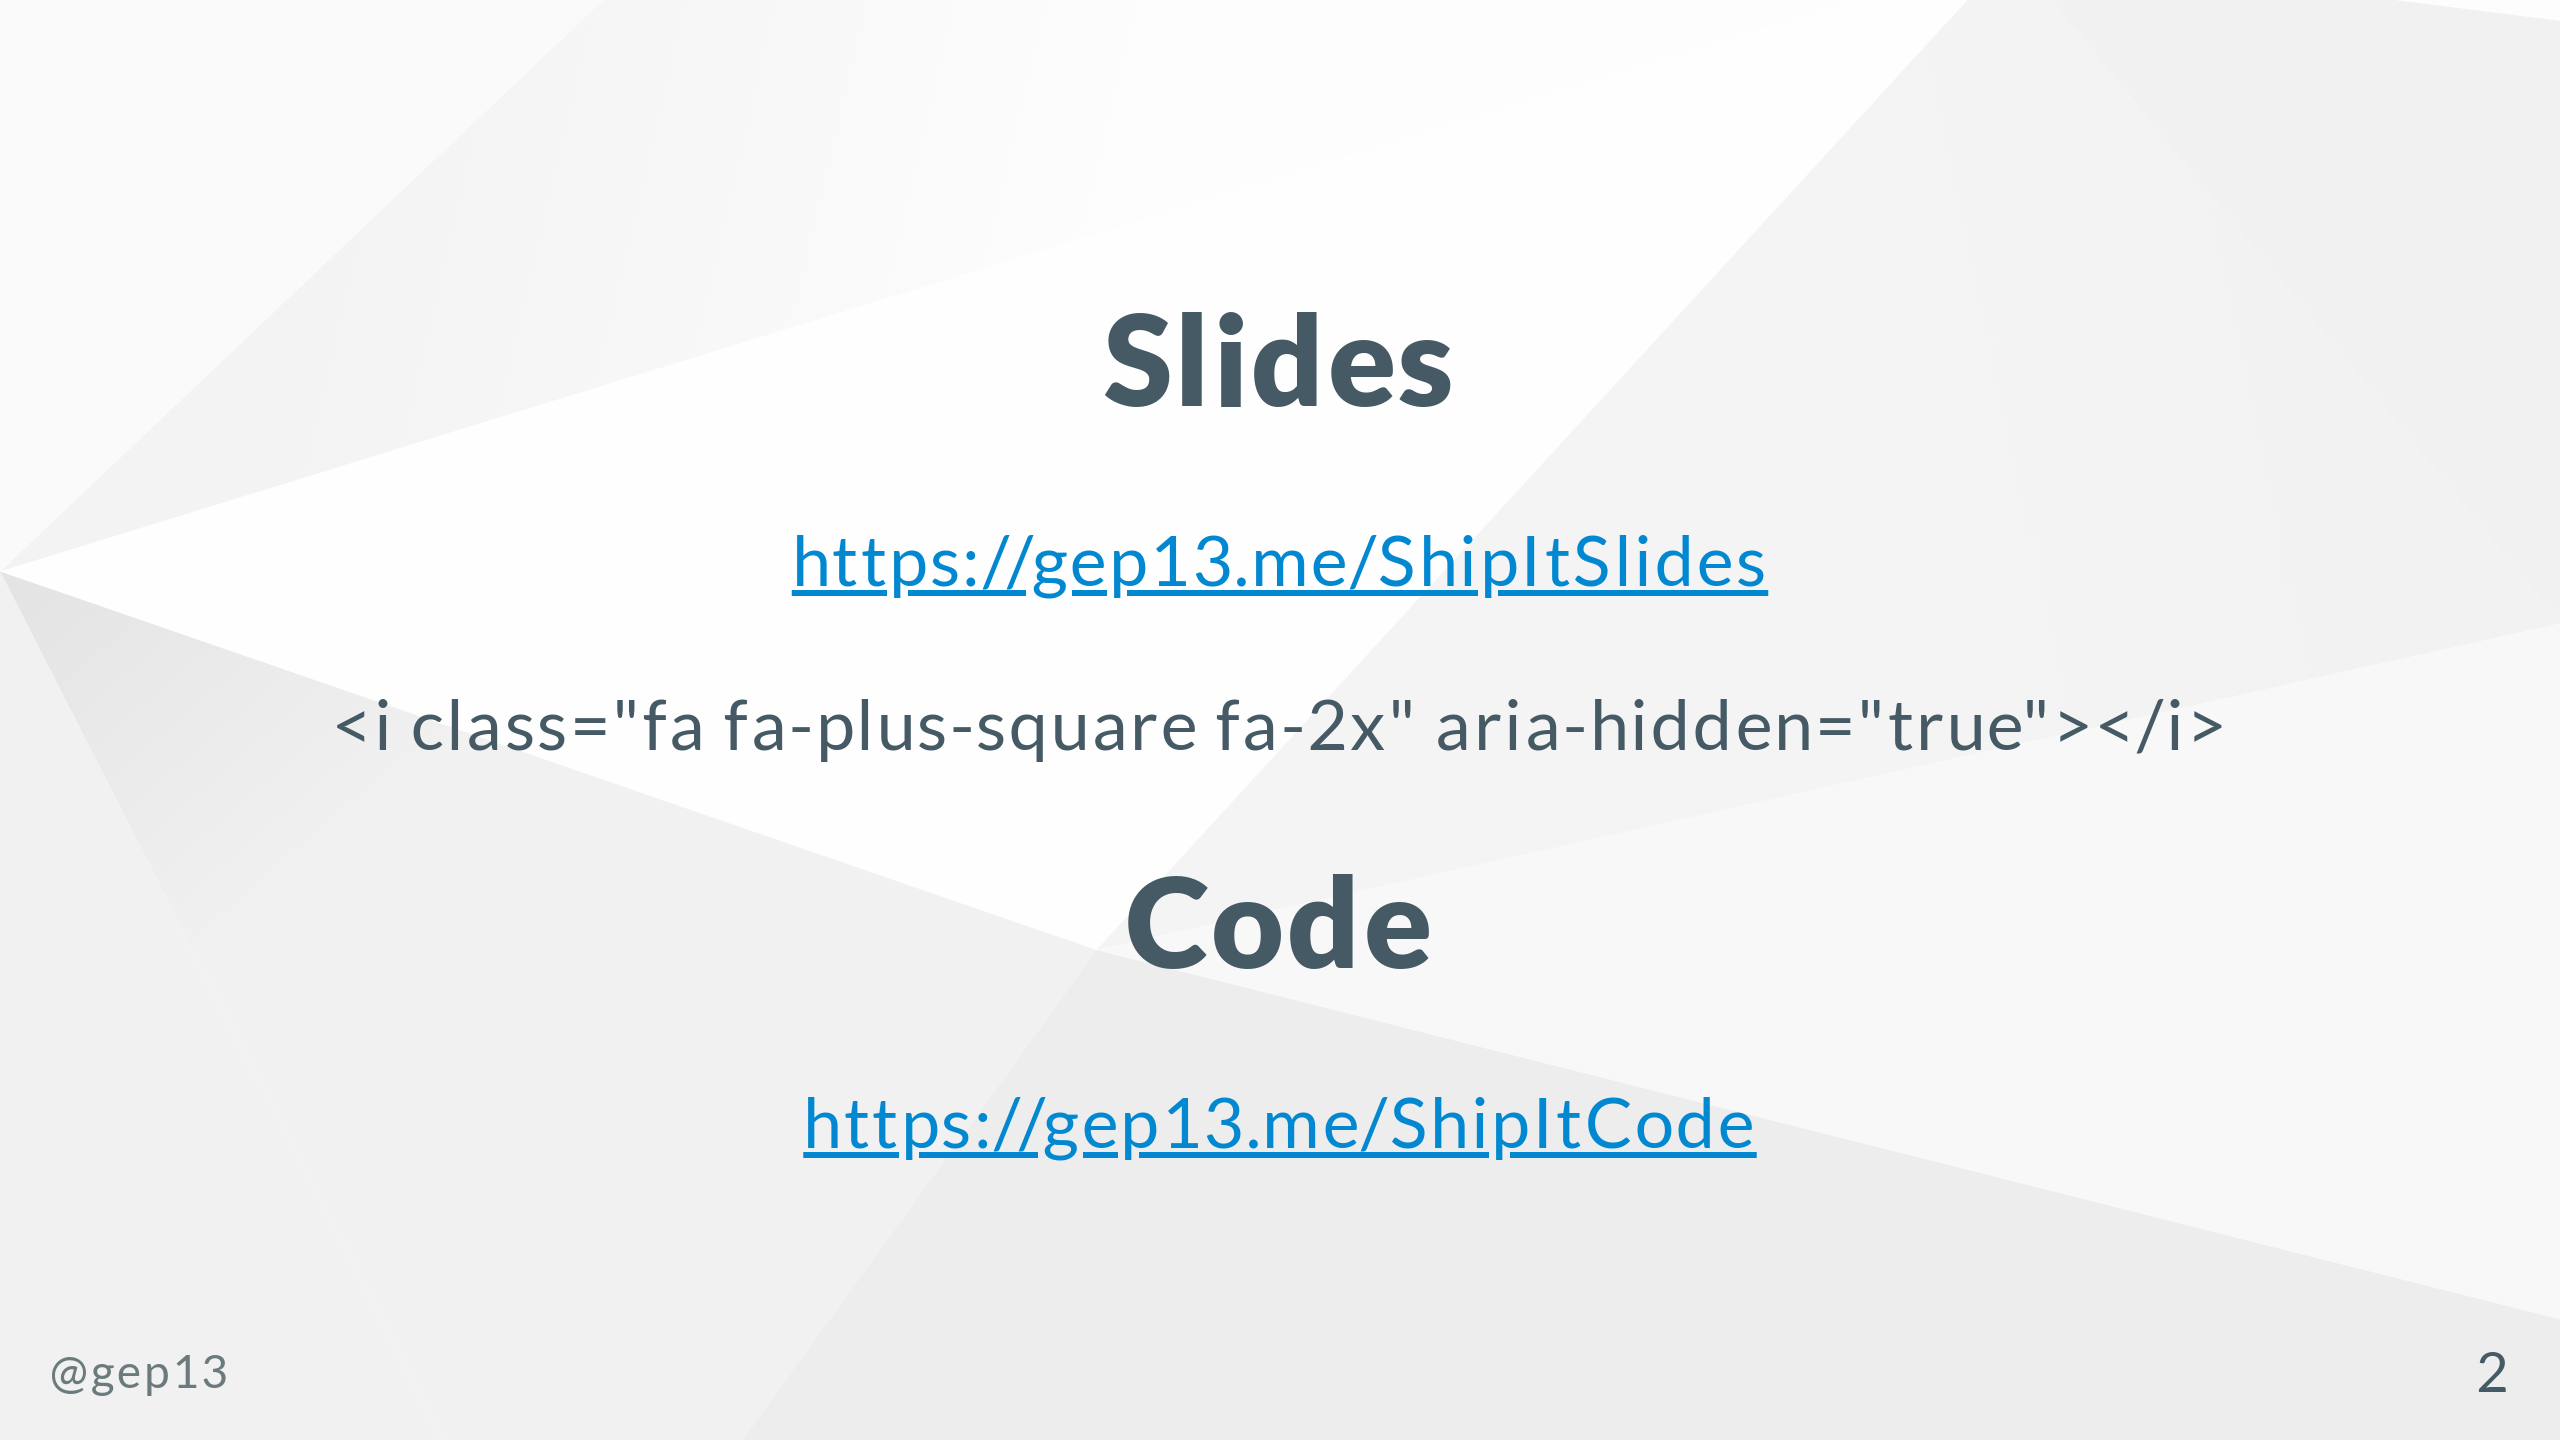 Slides
https://gep13.me/ShipItSlides
<i class="fa fa-plus-square fa-2x" aria-hidden="true"></i>
Code
https://gep13.me/ShipItCode
@gep13
2